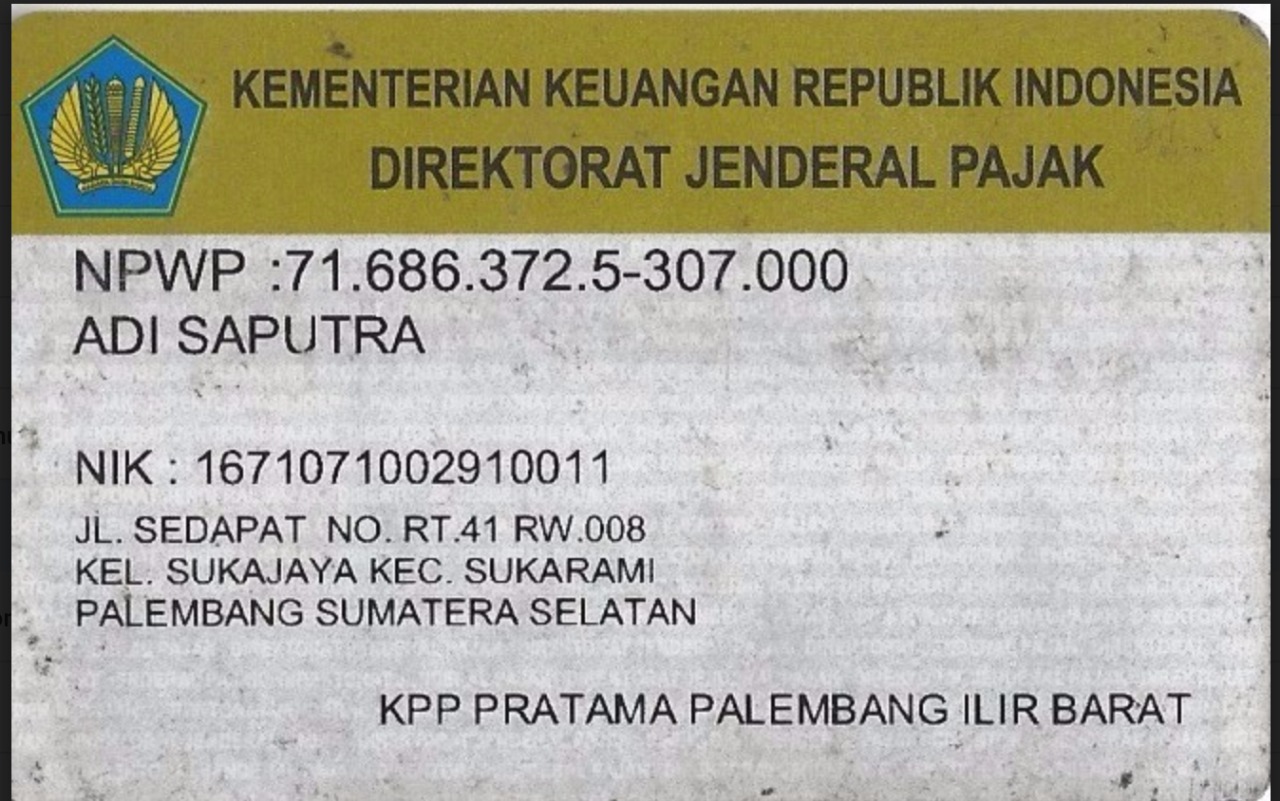 KEMENTERIAN KEUANGAN REPUBLIK INDONESIA
DIREKTORAT JENDERAL PAJAK
NPWP :71.686.372.5-307.000
ADI SAPUTRA
NIK : 1671071002910011
JL. SEDAPAT NO. RT.41 RW.008
KEL. SUKAJAYA KEC. SUKARAMI
PALEMBANG SUMATERA SELATAN
KPP PRATAMA PALEMBANG ILIR BARAT